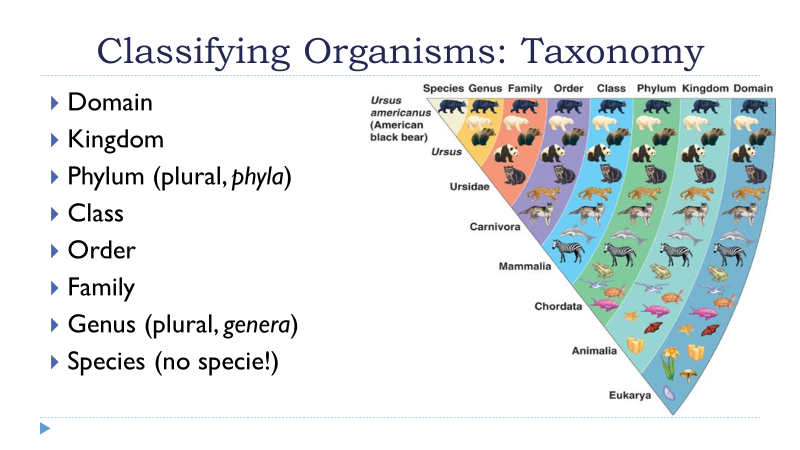 Classifying Organisms: Taxonomy
Domain
Kingdom
Phylum (plural, phyla)
Class
Order
Family
Genus (plural, genera)
Species (no specie!)
Species Genus Family Order Class Phylum Kingdom Domain
Ursus
americanus
(American
black bear)
Ursus
Ursidae
Carnivora
Mammalia
Chordata
Animalia
Eukarya